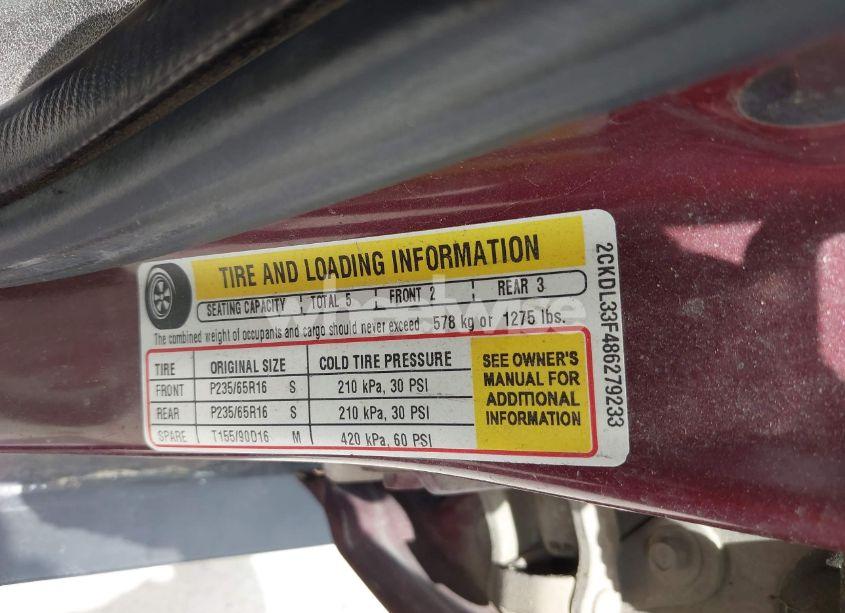 TIRE AND LOADING INFORMATION
SEATING CAPACITY TOTAL 5 FRONT 2 REAR 3
The combined weight of occupants and cargo should never exceed 578 kg or 1275 lbs.
TIRE ORIGINAL SIZE COLD TIRE PRESSURE
FRONT P235/65R16 S 210 kPa, 30 PSI
REAR P235/65R16 S 210 kPa, 30 PSI
SPARE T155/90D16 M 420 kPa, 60 PSI
SEE OWNER'S
MANUAL FOR
ADDITIONAL
INFORMATION
2CKDL33F486279233
wheelwise